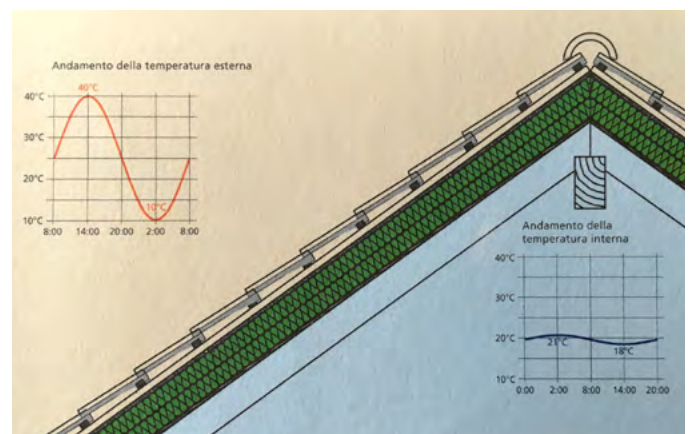 Andamento della temperatura esterna
40°C
40°C
30°C
20°C
10°C
10°C
8:00 14:00 20:00 2:00 8:00
Andamento della
temperatura interna
40°C
30°C
20°C
21°C
18°C
10°C
0:00 2:00 8:00 14:00 20:00